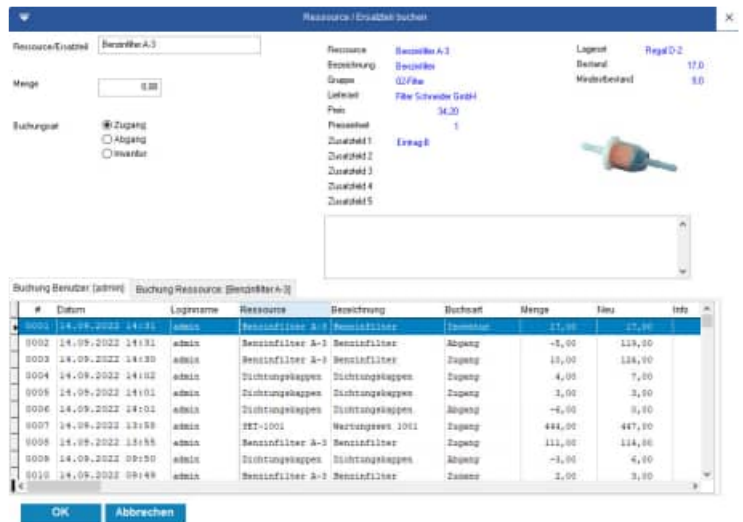 Ressource / Ersatzteil buchen
Ressource/Ersatzteil Benzinfilter A-3
Menge 0,00
Buchungsart Zugang
Abgang
Inventur
Ressource Benzinfilter A-3
Bezeichnung Benzinfilter
Gruppe 02-Filter
Lieferant Filter Schneider GmbH
Preis 34,20
Preiseinheit 1
Zusatzfeld 1 Eintrag B
Zusatzfeld 2
Zusatzfeld 3
Zusatzfeld 4
Zusatzfeld 5
Lagerort Regal D-2
Bestand 17,0
Mindestbestand
Buchung Benutzer: [admin] Buchung Ressource: [Benzinfilter A-3]
# Datum Loginname Ressource Bezeichnung Buchsart Menge Neu Info
0001 14.09.2022 14:31 admin Benzinfilter A-3 Benzinfilter Inventur 17,00 17,00
0002 14.09.2022 14:31 admin Benzinfilter A-3 Benzinfilter Abgang -5,00 119,00
0003 14.09.2022 14:30 admin Benzinfilter A-3 Benzinfilter Zugang 10,00 124,00
0004 14.09.2022 14:02 admin Dichtungskappen Dichtungskappen Zugang 4,00 7,00
0005 14.09.2022 14:01 admin Dichtungskappen Dichtungskappen Zugang 3,00 3,00
0006 14.09.2022 14:01 admin Dichtungskappen Dichtungskappen Abgang -6,00 0,00
0007 14.09.2022 13:58 admin SET-1001 Wartungsset 1001 Zugang 444,00 447,00
0008 14.09.2022 13:55 admin Benzinfilter A-3 Benzinfilter Zugang 111,00 114,00
0009 14.09.2022 09:50 admin Dichtungskappen Dichtungskappen Abgang -3,00 6,00
0010 14.09.2022 09:49 admin Benzinfilter A-3 Benzinfilter Zugang 2,00 3,00
OK Abbrechen